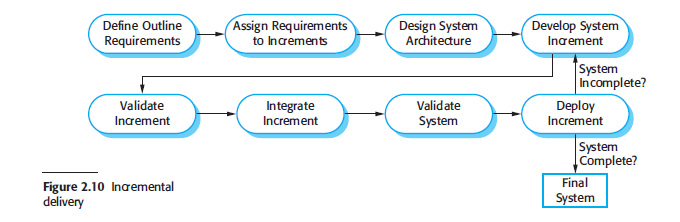 Define Outline
Requirements
Assign Requirements
to Increments
Design System
Architecture
Develop System
Increment
System
Incomplete?
Validate
Increment
Integrate
Increment
Validate
System
Deploy
Increment
System
Complete?
Final
System
Figure 2.10 Incremental
delivery